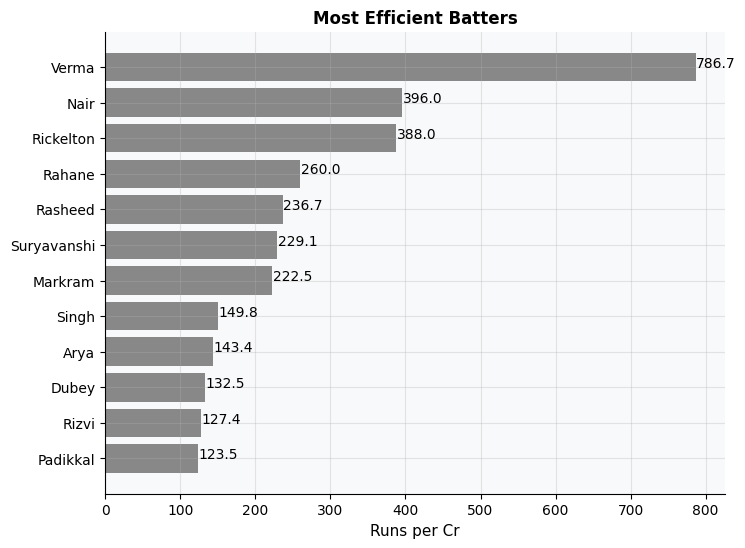 Most Efficient Batters
Verma 786.7
Nair 396.0
Rickelton 388.0
Rahane 260.0
Rasheed 236.7
Suryavanshi 229.1
Markram 222.5
Singh 149.8
Arya 143.4
Dubey 132.5
Rizvi 127.4
Padikkal 123.5
0 100 200 300 400 500 600 700 800
Runs per Cr